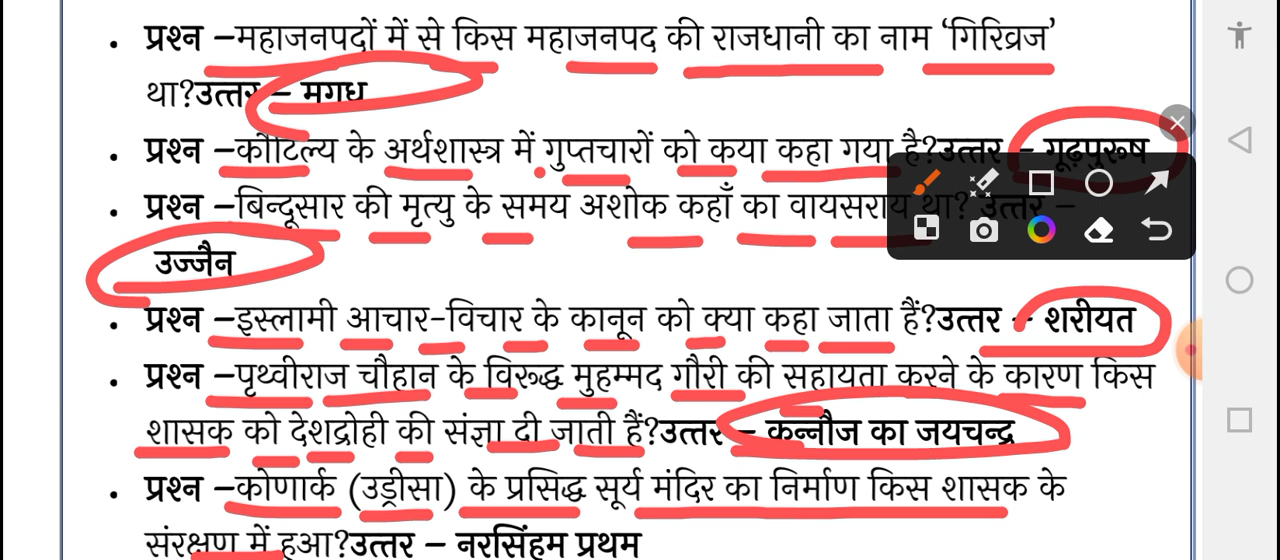 • प्रश्न –महाजनपदों में से किस महाजनपद की राजधानी का नाम ‘गिरिव्रज’
था?उत्तर – मगध
• प्रश्न –कौटिल्य के अर्थशास्त्र में गुप्तचारों को कया कहा गया है?उत्तर – गूढ़पुरूष
• प्रश्न –बिन्दूसार की मृत्यु के समय अशोक कहाँ का वायसराय था? उत्तर –
उज्जैन
• प्रश्न –इस्लामी आचार-विचार के कानून को क्या कहा जाता हैं?उत्तर – शरीयत
• प्रश्न –पृथ्वीराज चौहान के विरूद्ध मुहम्मद गौरी की सहायता करने के कारण किस
शासक को देशद्रोही की संज्ञा दी जाती हैं?उत्तर – कन्नौज का जयचन्द्र
• प्रश्न –कोणार्क (उड्रीसा) के प्रसिद्ध सूर्य मंदिर का निर्माण किस शासक के
संरक्षण में हुआ?उत्तर – नरसिंहम प्रथम